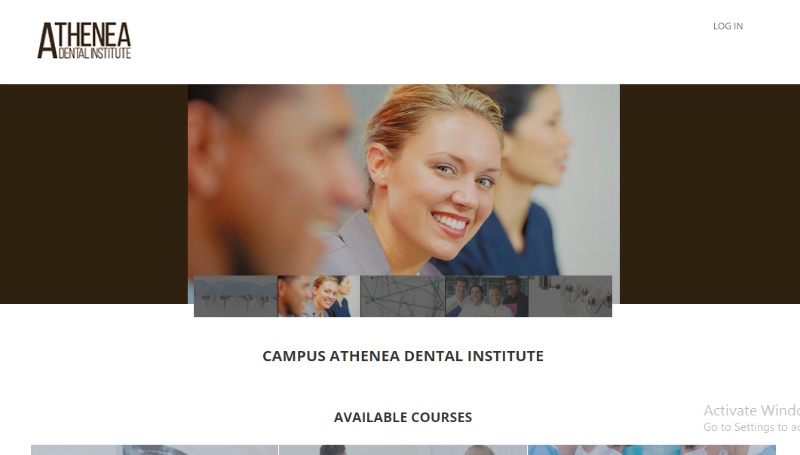 ATHENEA
DENTAL INSTITUTE
LOG IN
CAMPUS ATHENEA DENTAL INSTITUTE
AVAILABLE COURSES
Activate Windo
Go to Settings to ac